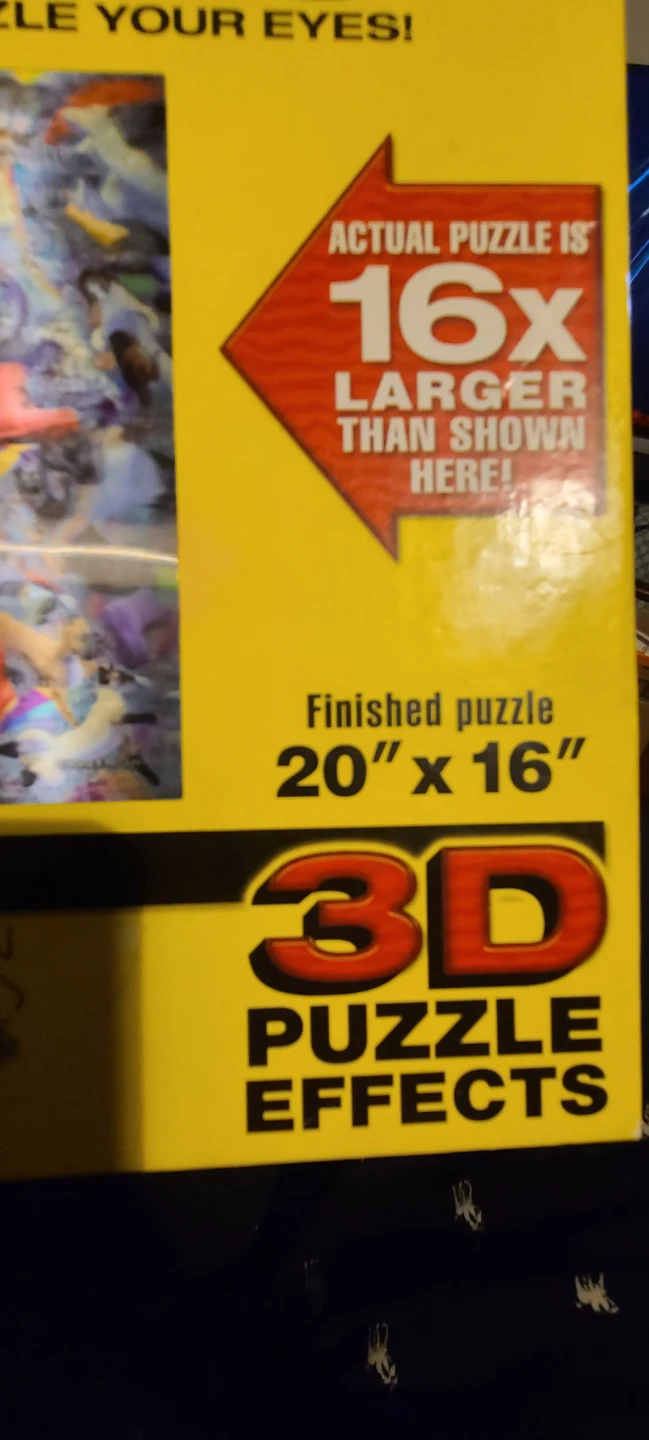 ZLE YOUR EYES!
ACTUAL PUZZLE IS
16x
LARGER
THAN SHOWN
HERE!
Finished puzzle
20″ x 16″
3D
PUZZLE
EFFECTS